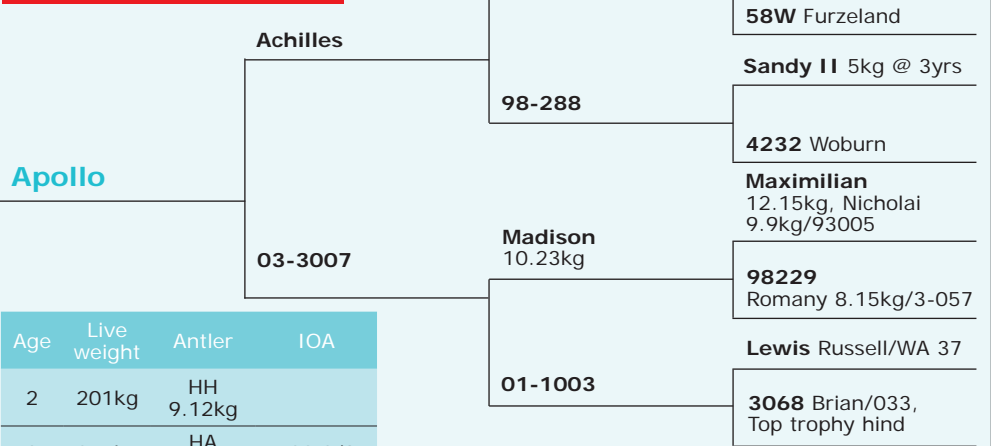 58W Furzeland
Achilles
Sandy II 5kg @ 3yrs
98-288
4232 Woburn
Apollo
Maximilian
12.15kg, Nicholai
9.9kg/93005
Madison
10.23kg
03-3007
98229
Romany 8.15kg/3-057
Age Live weight Antler IOA
Lewis Russell/WA 37
2 201kg HH 9.12kg
01-1003
3068 Brian/033,
Top trophy hind
HA